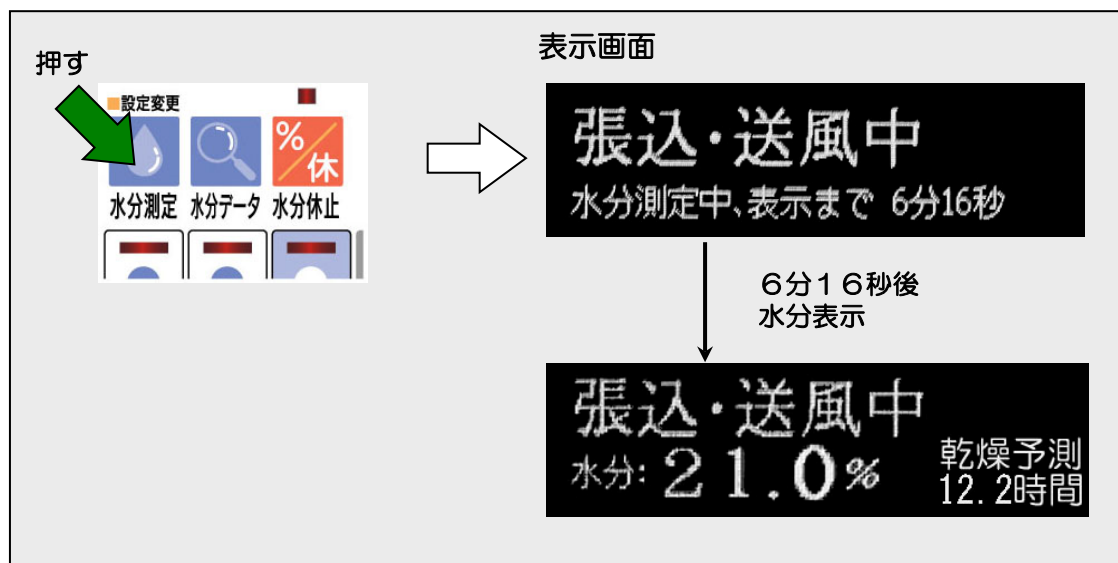 押す
■設定変更
%休
水分測定 水分データ 水分休止
表示画面
張込・送風中
水分測定中、表示まで 6分16秒
６分１６秒後
水分表示
張込・送風中
水分: 21.0%
乾燥予測
12.2時間